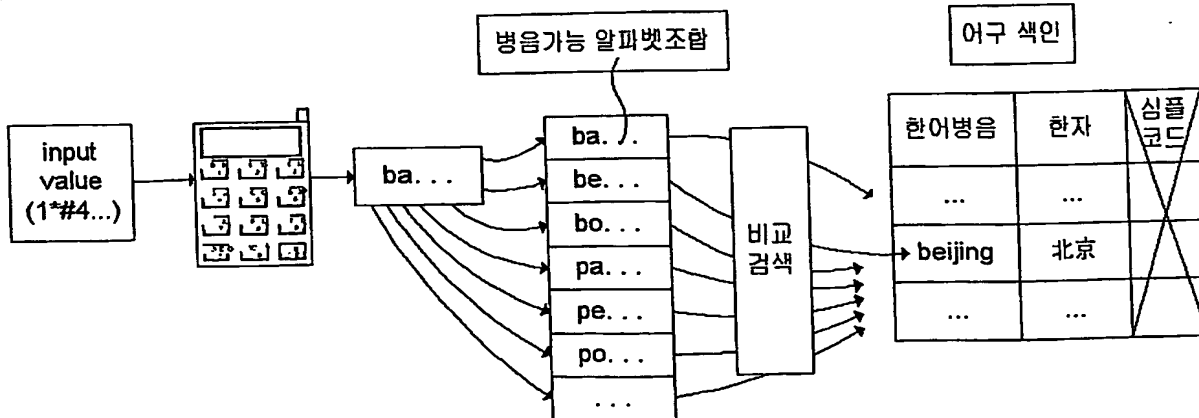 병음가능 알파벳조합
어구 색인
input
value
(1*#4...)
ba. . .
ba. . .
be. . .
bo. . .
pa. . .
pe. . .
po. . .
. . .
비교
검색
한어병음 한자 심플
코드
... ...
beijing 北京
... ...